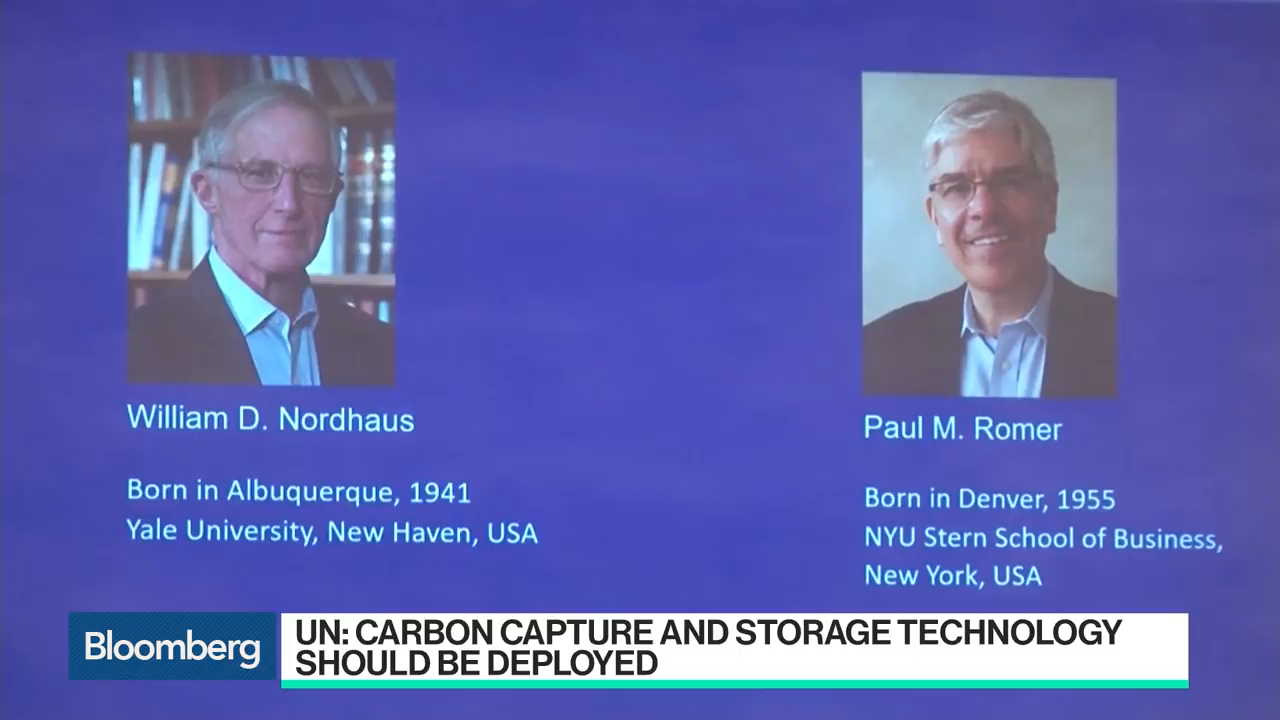 William D. Nordhaus
Born in Albuquerque, 1941
Yale University, New Haven, USA
Paul M. Romer
Born in Denver, 1955
NYU Stern School of Business,
New York, USA
Bloomberg
UN: CARBON CAPTURE AND STORAGE TECHNOLOGY
SHOULD BE DEPLOYED